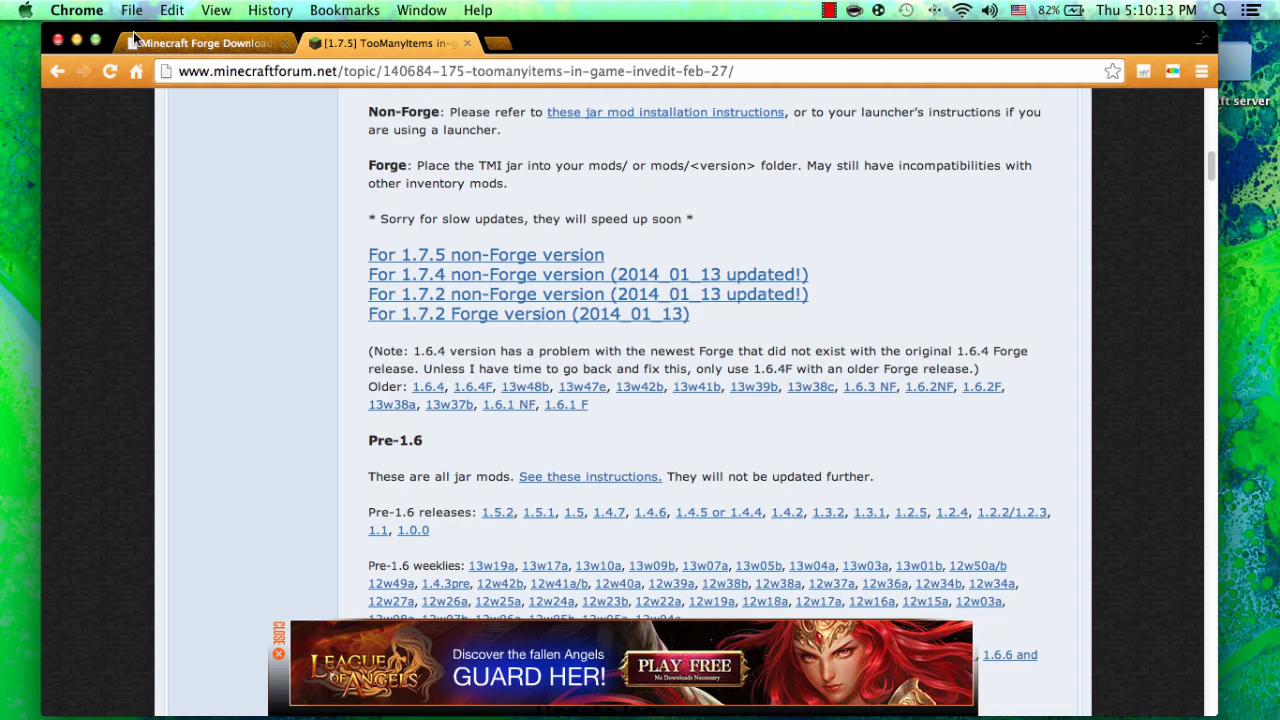 Chrome File Edit View History Bookmarks Window Help 82% Thu 5:10:13 PM
Minecraft Forge Download [1.7.5] TooManyItems in-g
www.minecraftforum.net/topic/140684-175-toomanyitems-in-game-invedit-feb-27/
ft server
Non-Forge: Please refer to these jar mod installation instructions, or to your launcher's instructions if you
are using a launcher.
Forge: Place the TMI jar into your mods/ or mods/<version> folder. May still have incompatibilities with
other inventory mods.
* Sorry for slow updates, they will speed up soon *
For 1.7.5 non-Forge version
For 1.7.4 non-Forge version (2014_01_13 updated!)
For 1.7.2 non-Forge version (2014_01_13 updated!)
For 1.7.2 Forge version (2014_01_13)
(Note: 1.6.4 version has a problem with the newest Forge that did not exist with the original 1.6.4 Forge
release. Unless I have time to go back and fix this, only use 1.6.4F with an older Forge release.)
Older: 1.6.4, 1.6.4F, 13w48b, 13w47e, 13w42b, 13w41b, 13w39b, 13w38c, 1.6.3 NF, 1.6.2NF, 1.6.2F,
13w38a, 13w37b, 1.6.1 NF, 1.6.1 F
Pre-1.6
These are all jar mods. See these instructions. They will not be updated further.
Pre-1.6 releases: 1.5.2, 1.5.1, 1.5, 1.4.7, 1.4.6, 1.4.5 or 1.4.4, 1.4.2, 1.3.2, 1.3.1, 1.2.5, 1.2.4, 1.2.2/1.2.3,
1.1, 1.0.0
Pre-1.6 weeklies: 13w19a, 13w17a, 13w10a, 13w09b, 13w07a, 13w05b, 13w04a, 13w03a, 13w01b, 12w50a/b
12w49a, 1.4.3pre, 12w42b, 12w41a/b, 12w40a, 12w39a, 12w38b, 12w38a, 12w37a, 12w36a, 12w34b, 12w34a,
12w27a, 12w26a, 12w25a, 12w24a, 12w23b, 12w22a, 12w19a, 12w18a, 12w17a, 12w16a, 12w15a, 12w03a,
, 1.6.6 and
CLOSE
LEAGUE OF ANGELS
Discover the fallen Angels
GUARD HER!
PLAY FREE
No Downloads Necessary